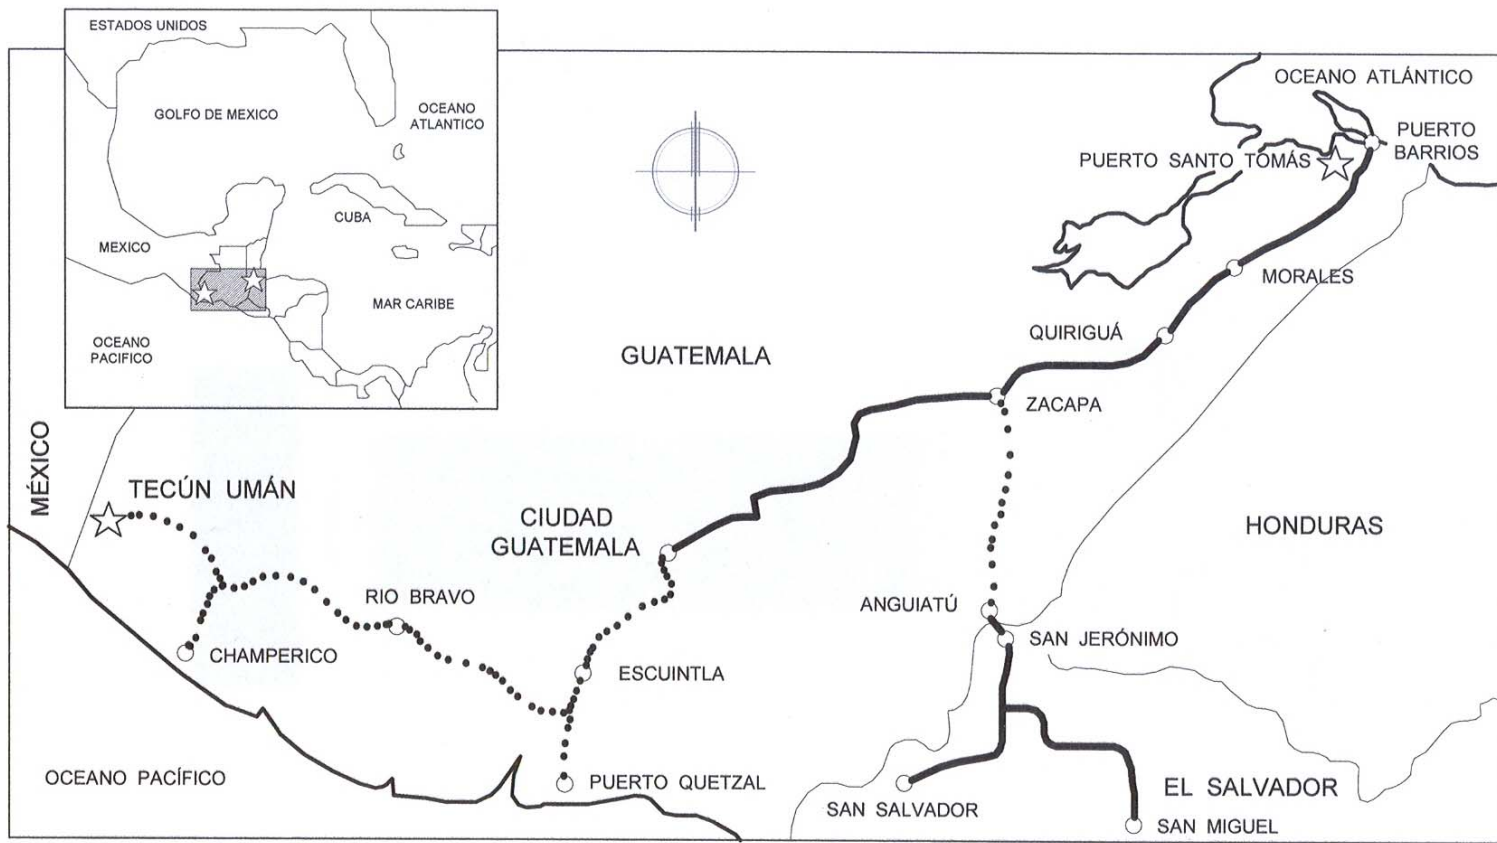 ESTADOS UNIDOS
GOLFO DE MEXICO
OCEANO
ATLANTICO
CUBA
MEXICO
MAR CARIBE
OCEANO
PACIFICO
OCEANO ATLÁNTICO
PUERTO
BARRIOS
PUERTO SANTO TOMÁS
MORALES
QUIRIGUÁ
GUATEMALA
ZACAPA
MÉXICO
TECÚN UMÁN
CIUDAD
GUATEMALA
HONDURAS
RIO BRAVO
ANGUIATÚ
SAN JERÓNIMO
CHAMPERICO
ESCUINTLA
OCEANO PACÍFICO
PUERTO QUETZAL
EL SALVADOR
SAN SALVADOR
SAN MIGUEL